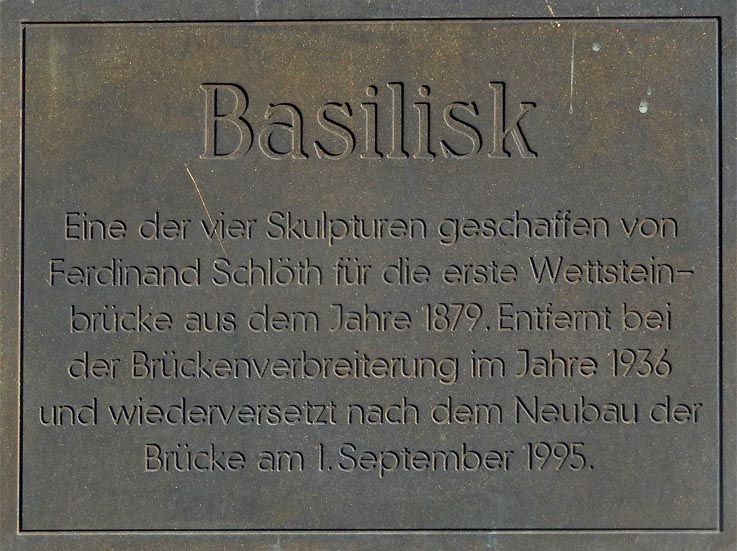 Basilisk
Eine der vier Skulpturen geschaffen von
Ferdinand Schlöth für die erste Wettstein-
brücke aus dem Jahre 1879. Entfernt bei
der Brückenverbreiterung im Jahre 1936
und wiederversetzt nach dem Neubau der
Brücke am 1. September 1995.